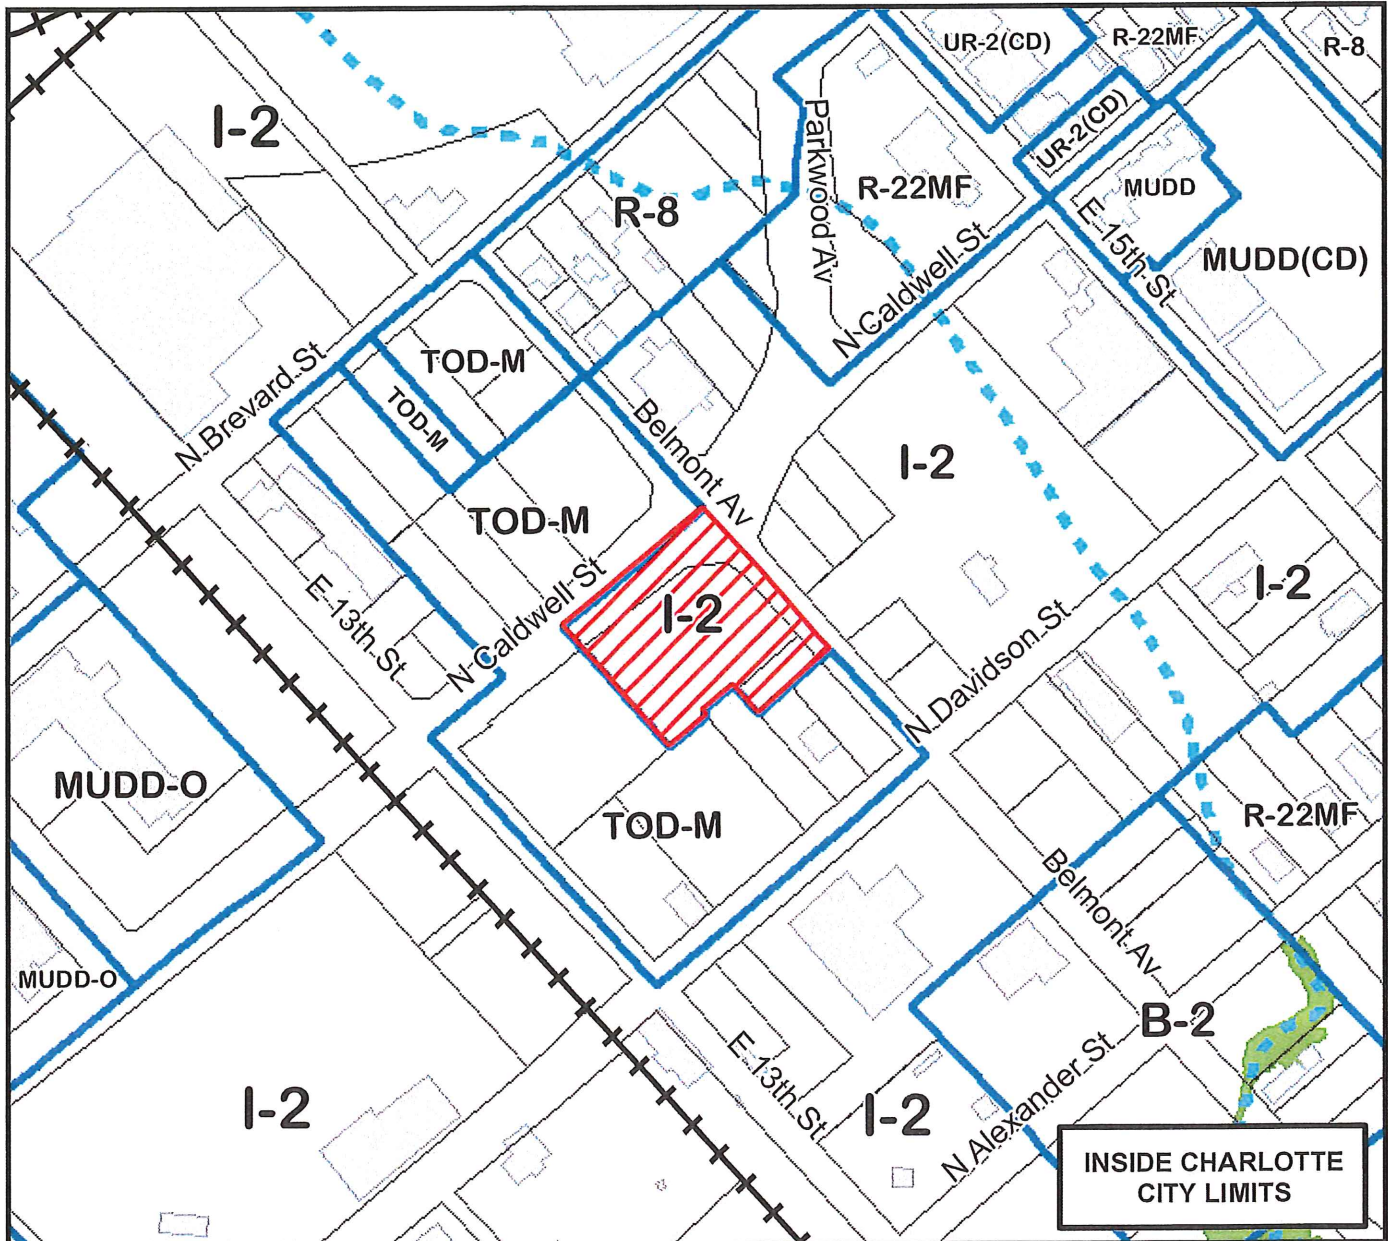 UR-2(CD)
R-22MF
R-8
I-2
Parkwood Av
UR-2(CD)
R-22MF
MUDD
R-8
E 15th St
N Caldwell St
MUDD(CD)
TOD-M
N Brevard St
TOD-M
Belmont Av
I-2
TOD-M
I-2
E 13th St
N Caldwell St
I-2
N Davidson St
MUDD-O
TOD-M
R-22MF
Belmont Av
MUDD-O
B-2
E 13th St
I-2
I-2
N Alexander St
INSIDE CHARLOTTE
CITY LIMITS